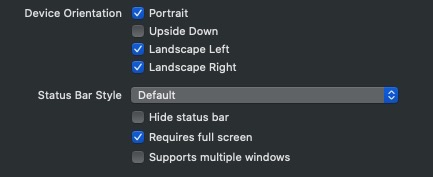 Device Orientation Portrait
Upside Down
Landscape Left
Landscape Right
Status Bar Style Default
Hide status bar
Requires full screen
Supports multiple windows